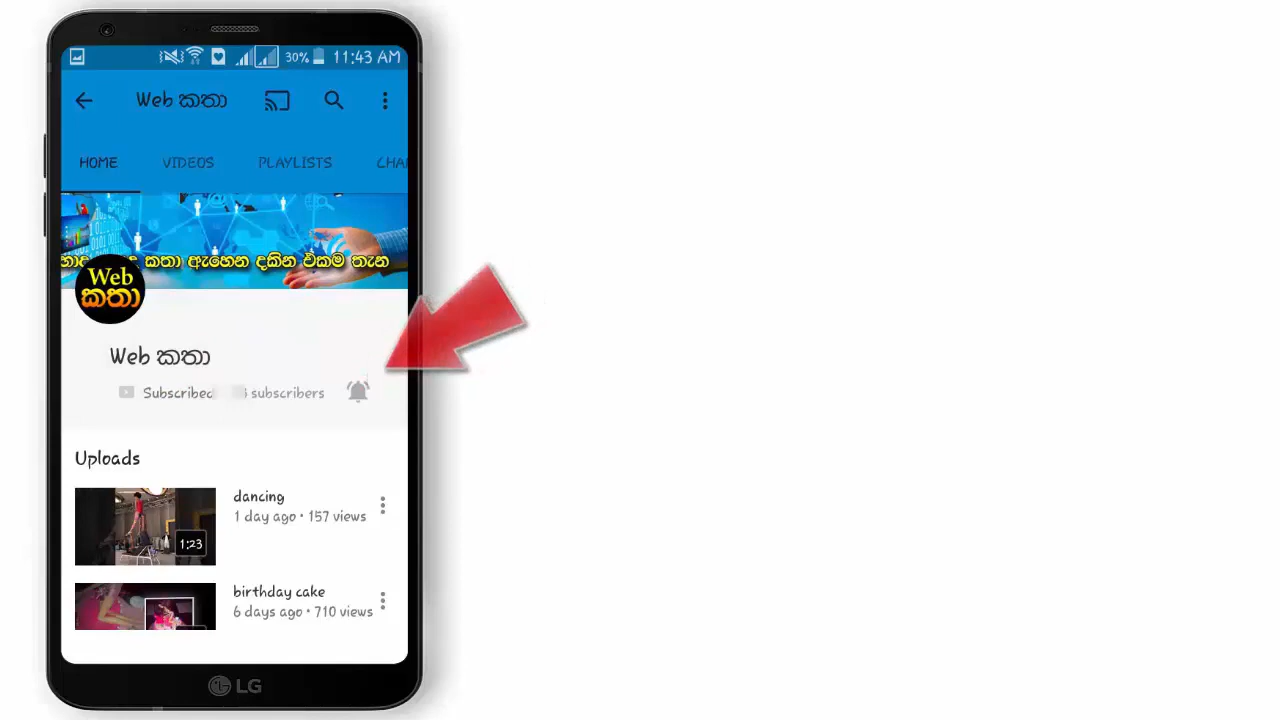 30% 11:43 AM
Web කතා
HOME VIDEOS PLAYLISTS
කතා ඇහෙන දකින එකම තැන
Web
කතා
Web කතා
Subscribed subscribers
Uploads
dancing
1 day ago • 157 views
1:23
birthday cake
6 days ago • 710 views
LG